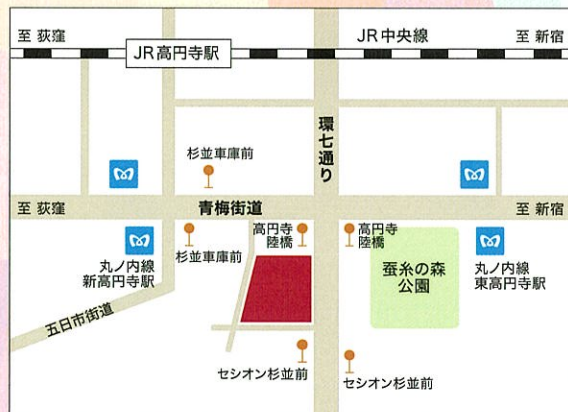 至 荻窪
JR中央線
至 新宿
JR高円寺駅
環七通り
杉並車庫前
至 荻窪
青梅街道
至 新宿
高円寺
陸橋
高円寺
陸橋
杉並車庫前
丸ノ内線
新高円寺駅
蚕糸の森
公園
丸ノ内線
東高円寺駅
五日市街道
セシオン杉並前
セシオン杉並前